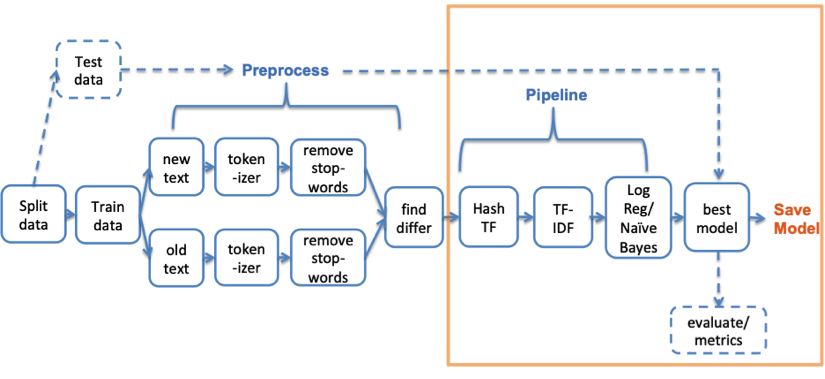 Test
data
Preprocess
Pipeline
new
text
token
-izer
remove
stop-
words
Split
data
Train
data
old
text
token
-izer
remove
stop-
words
find
differ
Hash
TF
TF-
IDF
Log
Reg/
Naïve
Bayes
best
model
Save
Model
evaluate/
metrics